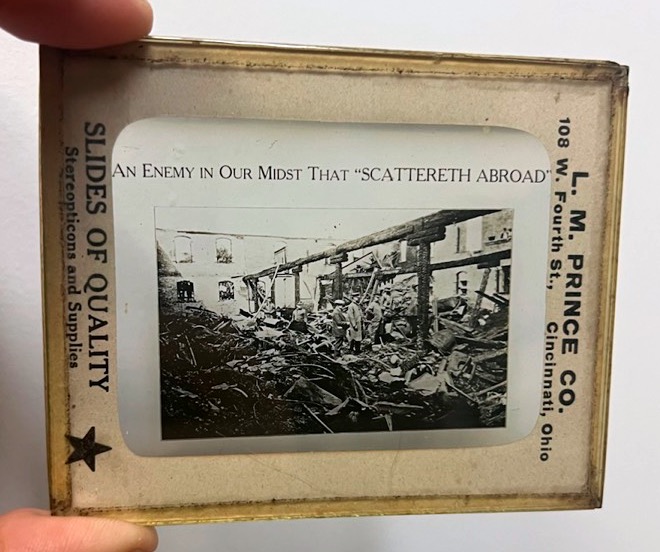 An Enemy in Our Midst That “SCATTERETH ABROAD”
SLIDES OF QUALITY
Stereopticons and Supplies
L. M. PRINCE CO.
108 W. Fourth St., Cincinnati, Ohio